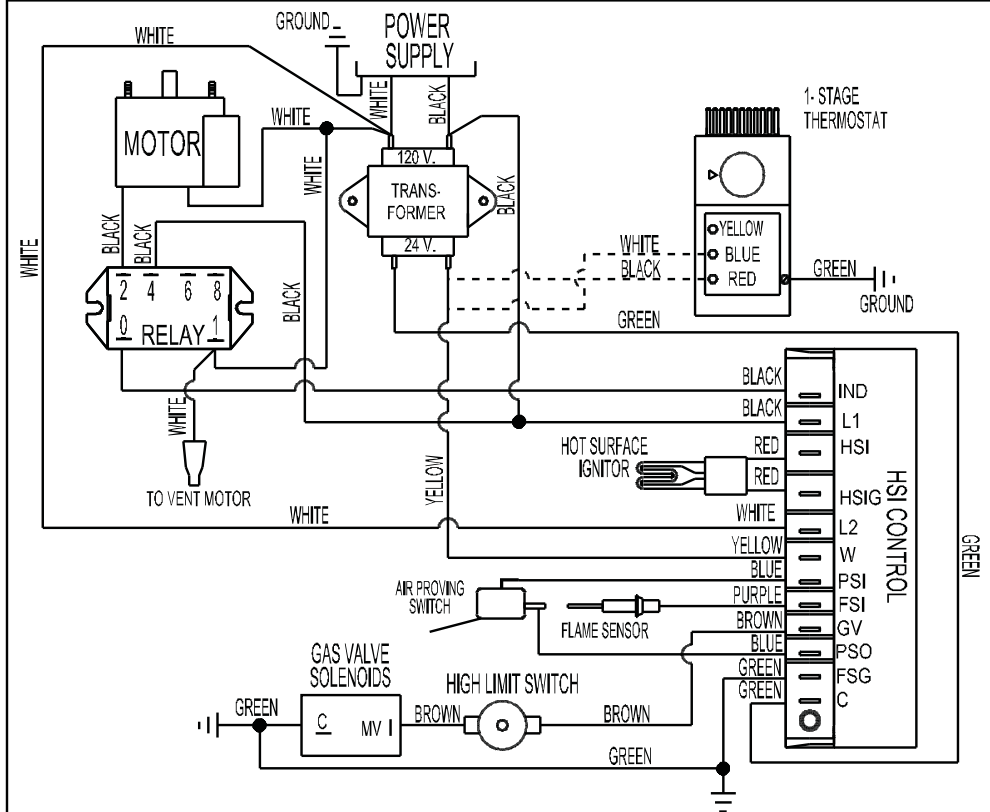 GROUND
POWER
SUPPLY
WHITE
WHITE
BLACK
1- STAGE
THERMOSTAT
MOTOR
WHITE
120 V.
TRANS-
FORMER
24 V.
WHITE
BLACK
YELLOW
BLUE
RED
WHITE
BLACK
GREEN
GROUND
WHITE
BLACK
BLACK
BLACK
2 4 6 8
0 RELAY 1
GREEN
WHITE
TO VENT MOTOR
YELLOW
BLACK
IND
BLACK
L1
HOT SURFACE
IGNITOR
RED
HSI
RED
HSIG
WHITE
WHITE
L2
YELLOW
W
BLUE
PSI
AIR PROVING
SWITCH
PURPLE
FSI
FLAME SENSOR
BROWN
GV
BLUE
PSO
GREEN
FSG
GREEN
C
HSI CONTROL
GREEN
GAS VALVE
SOLENOIDS
HIGH LIMIT SWITCH
GREEN
C
MV
BROWN
BROWN
GREEN